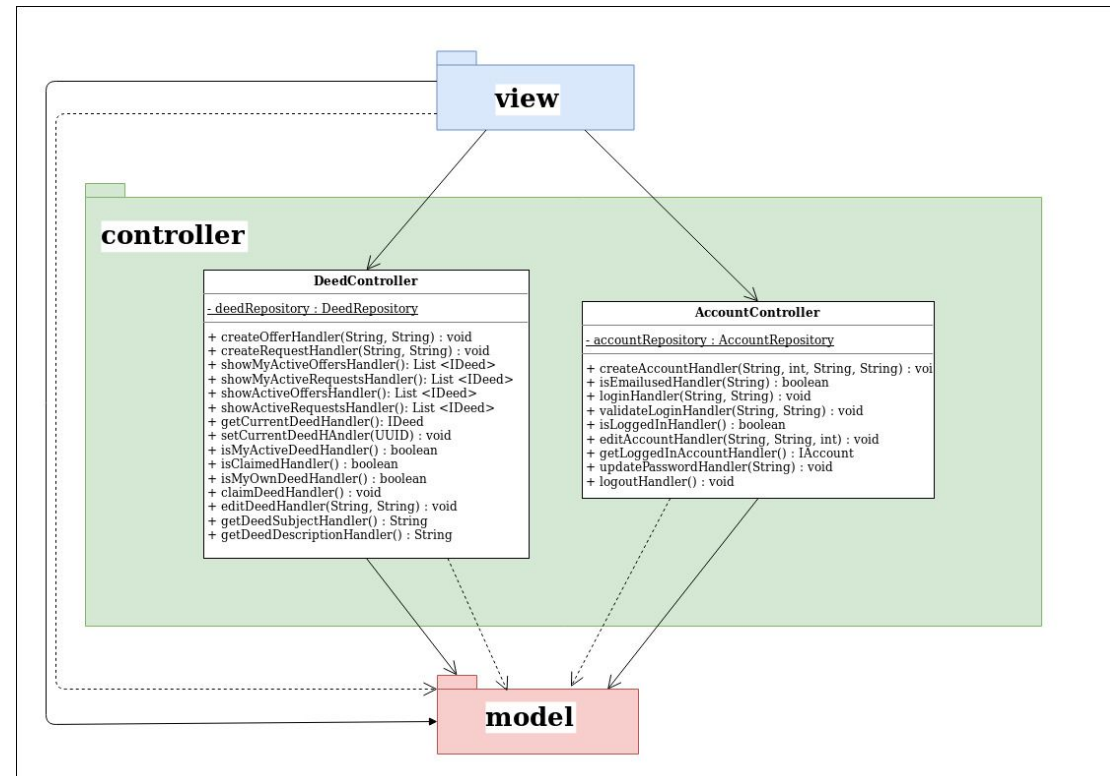 view
controller
DeedController
- deedRepository : DeedRepository
+ createOfferHandler(String, String) : void
+ createRequestHandler(String, String) : void
+ showMyActiveOffersHandler(): List <IDeed>
+ showMyActiveRequestsHandler(): List <IDeed>
+ showActiveOffersHandler(): List <IDeed>
+ showActiveRequestsHandler(): List <IDeed>
+ getCurrentDeedHandler(): IDeed
+ setCurrentDeedHAndler(UUID) : void
+ isMyActiveDeedHandler() : boolean
+ isClaimedHandler() : boolean
+ isMyOwnDeedHandler() : boolean
+ claimDeedHandler() : void
+ editDeedHandler(String, String) : void
+ getDeedSubjectHandler() : String
+ getDeedDescriptionHandler() : String
AccountController
- accountRepository : AccountRepository
+ createAccountHandler(String, int, String, String) : voi
+ isEmailusedHandler(String) : boolean
+ loginHandler(String, String) : void
+ validateLoginHandler(String, String) : void
+ isLoggedInHandler() : boolean
+ editAccountHandler(String, String, int) : void
+ getLoggedInAccountHandler() : IAccount
+ updatePasswordHandler(String) : void
+ logoutHandler() : void
model